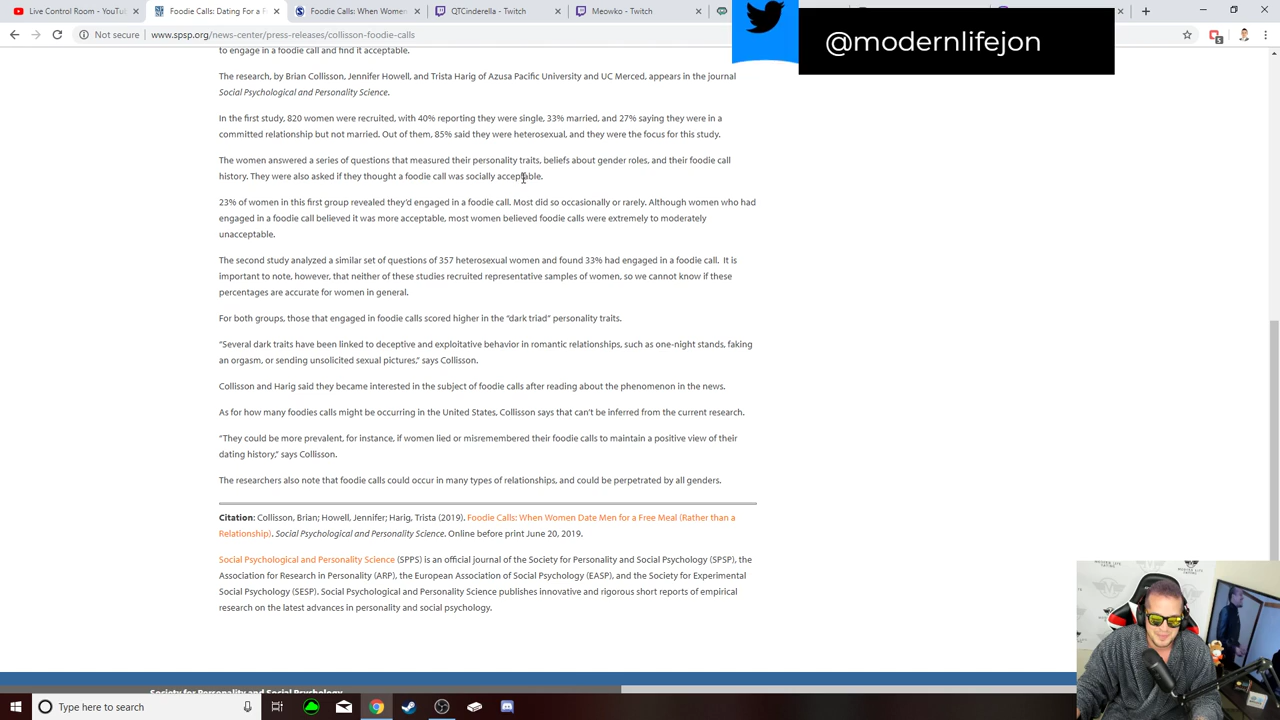 Live Stream - YouTube
Foodie Calls: Wh
Foodie Call: Women
QTCinderella - Twitch
Not secure | www.spsp.org/news-center/press-releases/collisson-foodie-calls
@modernlifejon
to engage in a foodie call and find it acceptable.
The research, by Brian Collisson, Jennifer Howell, and Trista Harig of Azusa Pacific University and UC Merced, appears in the journal
Social Psychological and Personality Science.
In the first study, 820 women were recruited, with 40% reporting they were single, 33% married, and 27% saying they were in a
committed relationship but not married. Out of them, 85% said they were heterosexual, and they were the focus for this study.
The women answered a series of questions that measured their personality traits, beliefs about gender roles, and their foodie call
history. They were also asked if they thought a foodie call was socially acceptable.
23% of women in this first group revealed they'd engaged in a foodie call. Most did so occasionally or rarely. Although women who had
engaged in a foodie call believed it was more acceptable, most women believed foodie calls were extremely to moderately
unacceptable.
The second study analyzed a similar set of questions of 357 heterosexual women and found 33% had engaged in a foodie call. It is
important to note, however, that neither of these studies recruited representative samples of women, so we cannot know if these
percentages are accurate for women in general.
For both groups, those that engaged in foodie calls scored higher in the “dark triad” personality traits.
“Several dark traits have been linked to deceptive and exploitative behavior in romantic relationships, such as one-night stands, faking
an orgasm, or sending unsolicited sexual pictures,” says Collisson.
Collisson and Harig said they became interested in the subject of foodie calls after reading about the phenomenon in the news.
As for how many foodies calls might be occurring in the United States, Collisson says that can't be inferred from the current research.
“They could be more prevalent, for instance, if women lied or misremembered their foodie calls to maintain a positive view of their
dating history,” says Collisson.
The researchers also note that foodie calls could occur in many types of relationships, and could be perpetrated by all genders.
Citation: Collisson, Brian; Howell, Jennifer; Harig, Trista (2019). Foodie Calls: When Women Date Men for a Free Meal (Rather than a
Relationship). Social Psychological and Personality Science. Online before print June 20, 2019.
Social Psychological and Personality Science (SPPS) is an official journal of the Society for Personality and Social Psychology (SPSP), the
Association for Research in Personality (ARP), the European Association of Social Psychology (EASP), and the Society for Experimental
Social Psychology (SESP). Social Psychological and Personality Science publishes innovative and rigorous short reports of empirical
research on the latest advances in personality and social psychology.
Society for Personality and Social Psychology
Type here to search